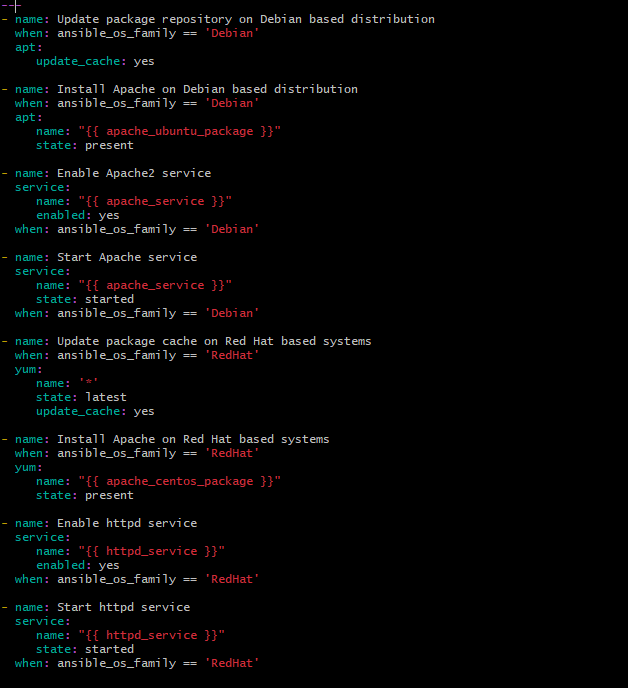 ---
- name: Update package repository on Debian based distribution
  when: ansible_os_family == 'Debian'
  apt:
     update_cache: yes

- name: Install Apache on Debian based distribution
  when: ansible_os_family == 'Debian'
  apt:
     name: "{{ apache_ubuntu_package }}"
     state: present

- name: Enable Apache2 service
  service:
     name: "{{ apache_service }}"
     enabled: yes
  when: ansible_os_family == 'Debian'

- name: Start Apache service
  service:
     name: "{{ apache_service }}"
     state: started
  when: ansible_os_family == 'Debian'

- name: Update package cache on Red Hat based systems
  when: ansible_os_family == 'RedHat'
  yum:
     name: '*'
     state: latest
     update_cache: yes

- name: Install Apache on Red Hat based systems
  when: ansible_os_family == 'RedHat'
  yum:
     name: "{{ apache_centos_package }}"
     state: present

- name: Enable httpd service
  service:
     name: "{{ httpd_service }}"
     enabled: yes
  when: ansible_os_family == 'RedHat'

- name: Start httpd service
  service:
     name: "{{ httpd_service }}"
     state: started
  when: ansible_os_family == 'RedHat'